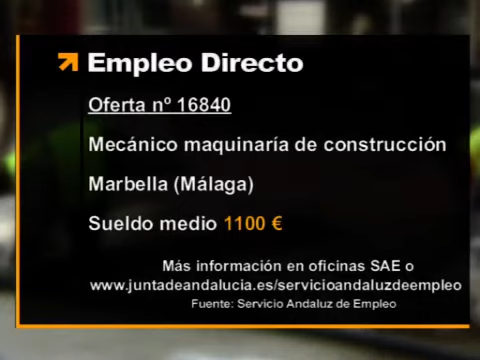 Empleo Directo
Oferta nº 16840
Mecánico maquinaría de construcción
Marbella (Málaga)
Sueldo medio 1100 €
Más información en oficinas SAE o
www.juntadeandalucia.es/servicioandaluzdeempleo
Fuente: Servicio Andaluz de Empleo